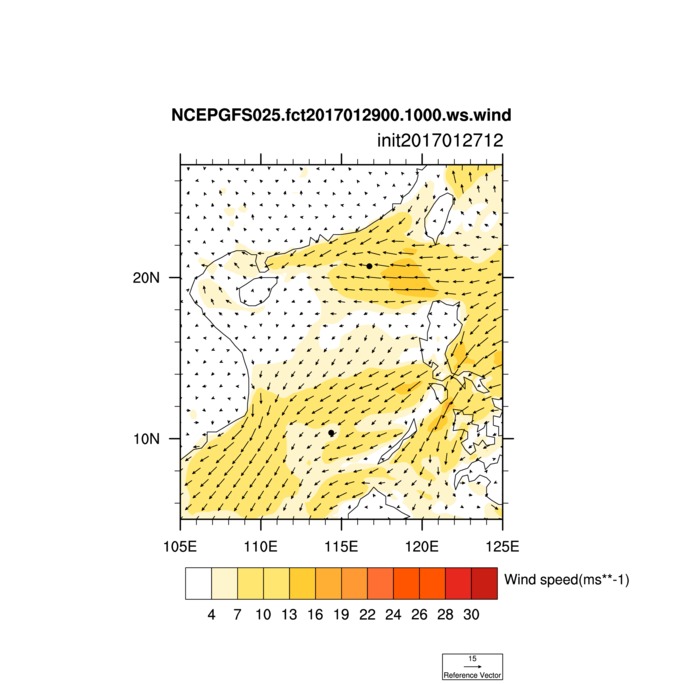 NCEPGFS025.fct2017012900.1000.ws.wind
init2017012712
20N
10N
105E 110E 115E 120E 125E
Wind speed(ms**-1)
4 7 10 13 16 19 22 24 26 28 30
15
Reference Vector